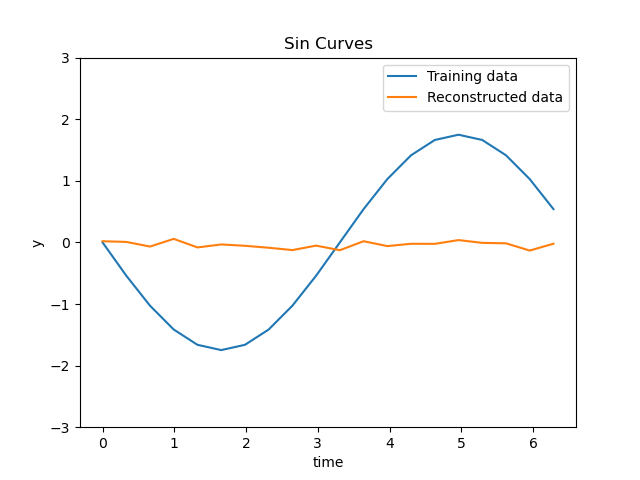 Sin Curves
Training data
Reconstructed data
3
2
1
0
−1
−2
−3
y
0 1 2 3 4 5 6
time